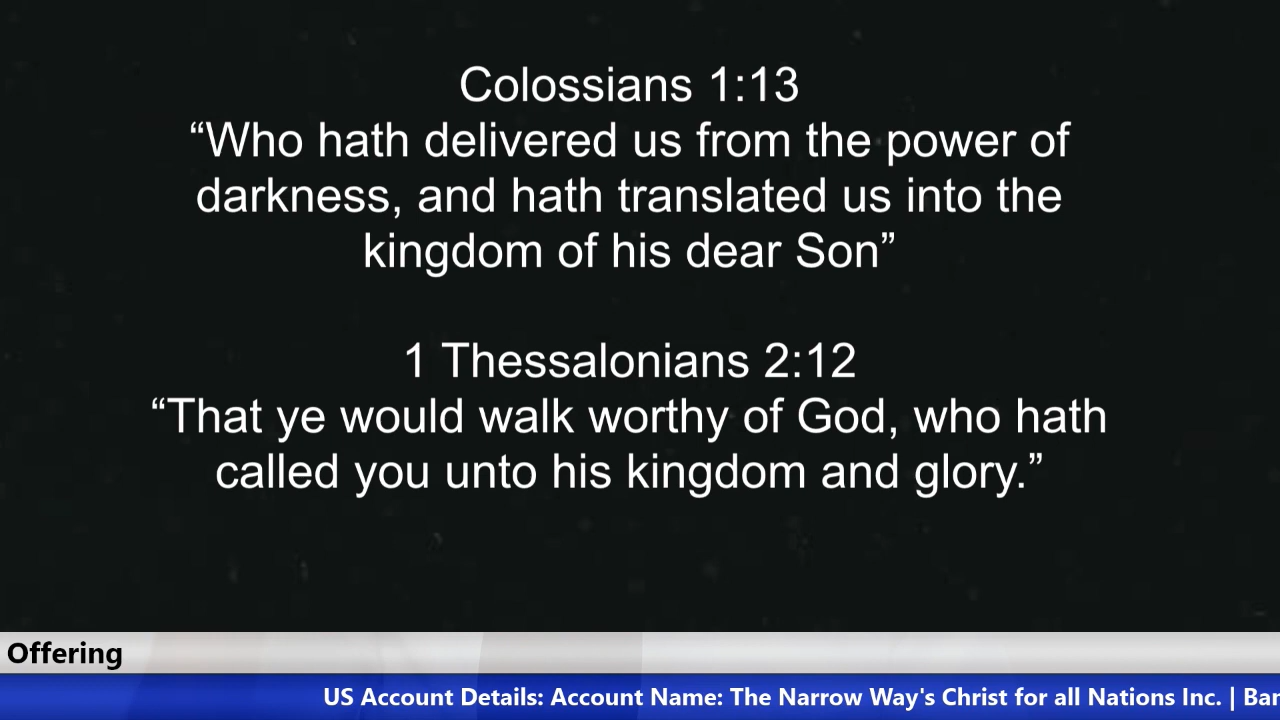 Colossians 1:13
“Who hath delivered us from the power of
darkness, and hath translated us into the
kingdom of his dear Son”
1 Thessalonians 2:12
“That ye would walk worthy of God, who hath
called you unto his kingdom and glory.”
Offering
US Account Details: Account Name: The Narrow Way's Christ for all Nations Inc. |